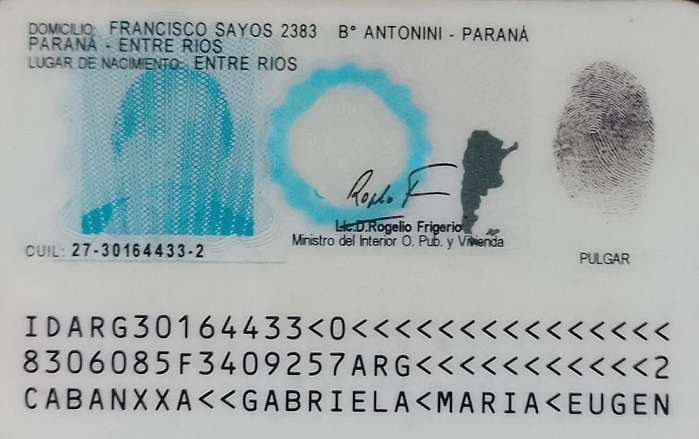 DOMICILIO: FRANCISCO SAYOS 2383 B° ANTONINI - PARANÁ
PARANÁ - ENTRE RIOS
LUGAR DE NACIMIENTO: ENTRE RIOS
Lic.D.Rogelio Frigerio
Ministro del Interior O. Pub. y Vivienda
CUIL: 27-30164433-2
PULGAR
IDARG30164433<0<<<<<<<<<<<<<<<
8306085F3409257ARG<<<<<<<<<<<2
CABANXXA<<GABRIELA<MARIA<EUGEN